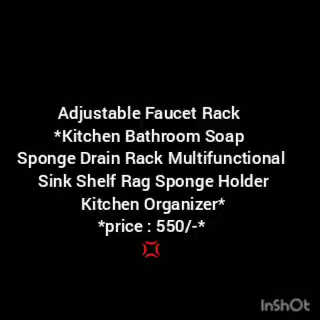 Adjustable Faucet Rack
*Kitchen Bathroom Soap
Sponge Drain Rack Multifunctional
Sink Shelf Rag Sponge Holder
Kitchen Organizer*
*price : 550/-*
💢
InShOt